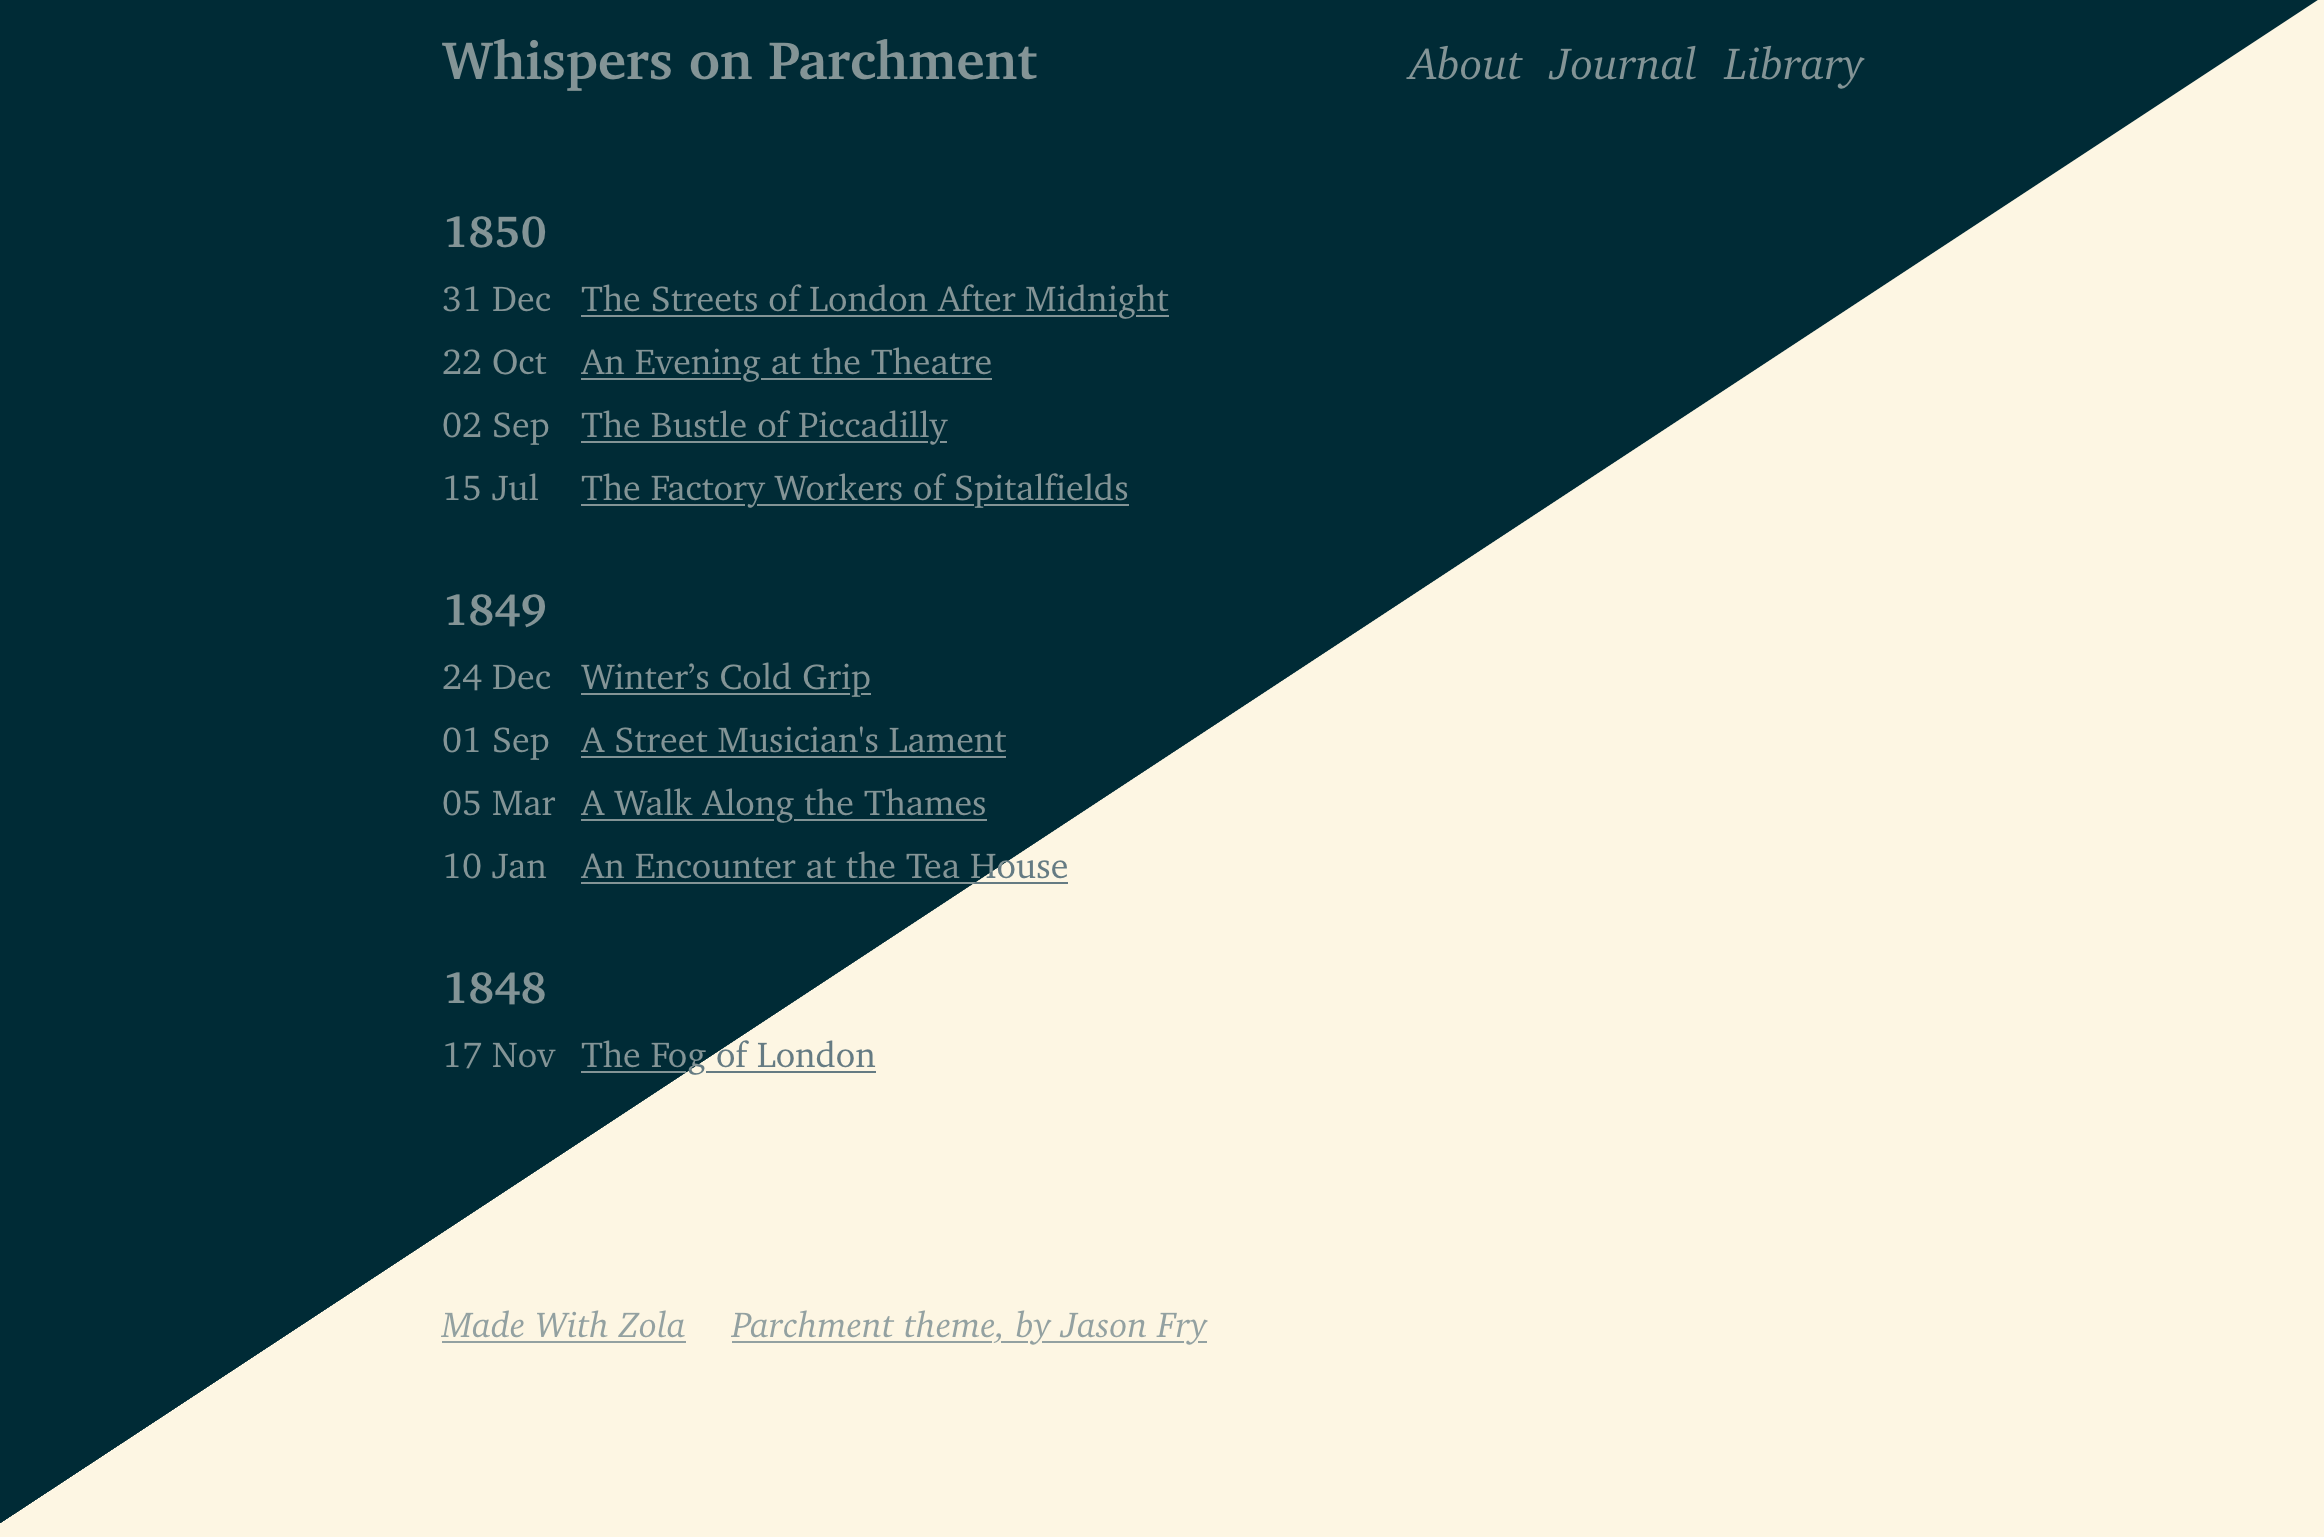 Whispers on Parchment
About Journal Library
1850
31 Dec The Streets of London After Midnight
22 Oct An Evening at the Theatre
02 Sep The Bustle of Piccadilly
15 Jul The Factory Workers of Spitalfields
1849
24 Dec Winter’s Cold Grip
01 Sep A Street Musician's Lament
05 Mar A Walk Along the Thames
10 Jan An Encounter at the Tea House
1848
17 Nov The Fog of London
Made With Zola Parchment theme, by Jason Fry